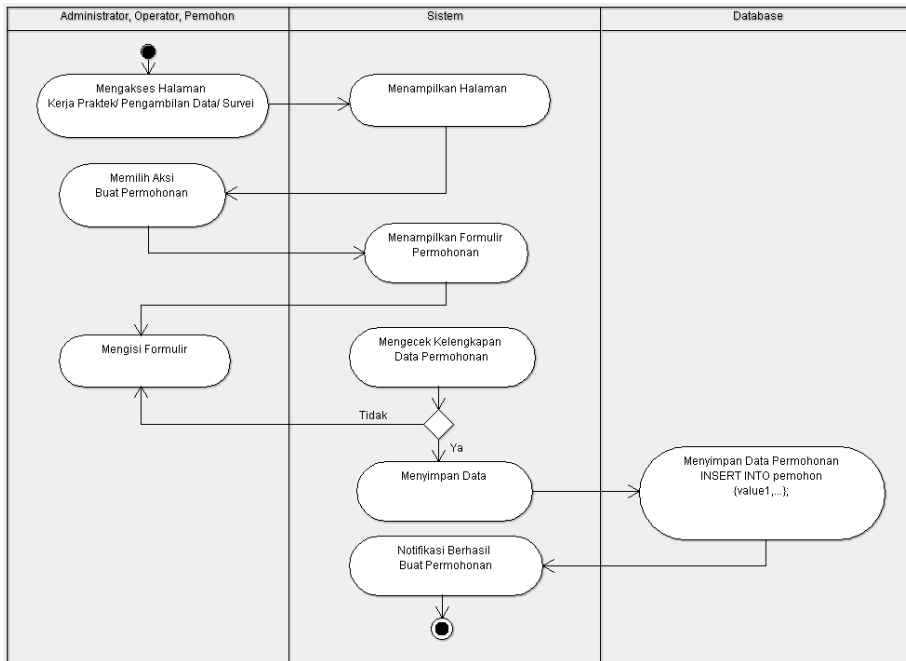 Administrator, Operator, Pemohon
Sistem
Database
Mengakses Halaman
Kerja Praktek/ Pengambilan Data/ Survei
Menampilkan Halaman
Memilih Aksi
Buat Permohonan
Menampilkan Formulir
Permohonan
Mengisi Formulir
Mengecek Kelengkapan
Data Permohonan
Tidak
Ya
Menyimpan Data
Menyimpan Data Permohonan
INSERT INTO pemohon
{value1,...};
Notifikasi Berhasil
Buat Permohonan